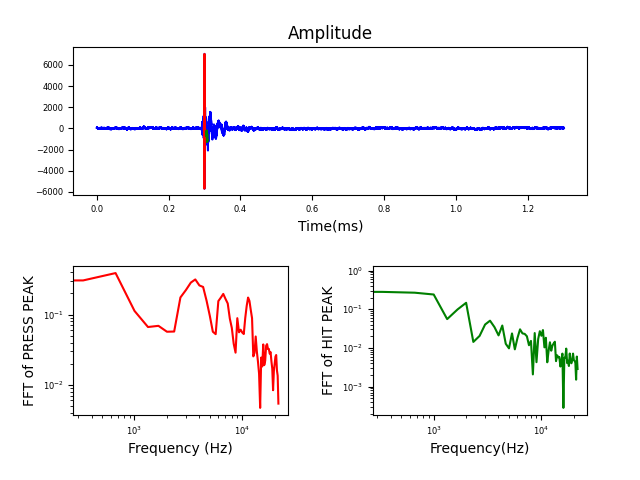 Amplitude
6000
4000
2000
0
−2000
−4000
−6000
0.0 0.2 0.4 0.6 0.8 1.0 1.2
Time(ms)
FFT of PRESS PEAK
10⁻¹
10⁻²
10³ 10⁴
Frequency (Hz)
FFT of HIT PEAK
10⁰
10⁻¹
10⁻²
10⁻³
10³ 10⁴
Frequency(Hz)